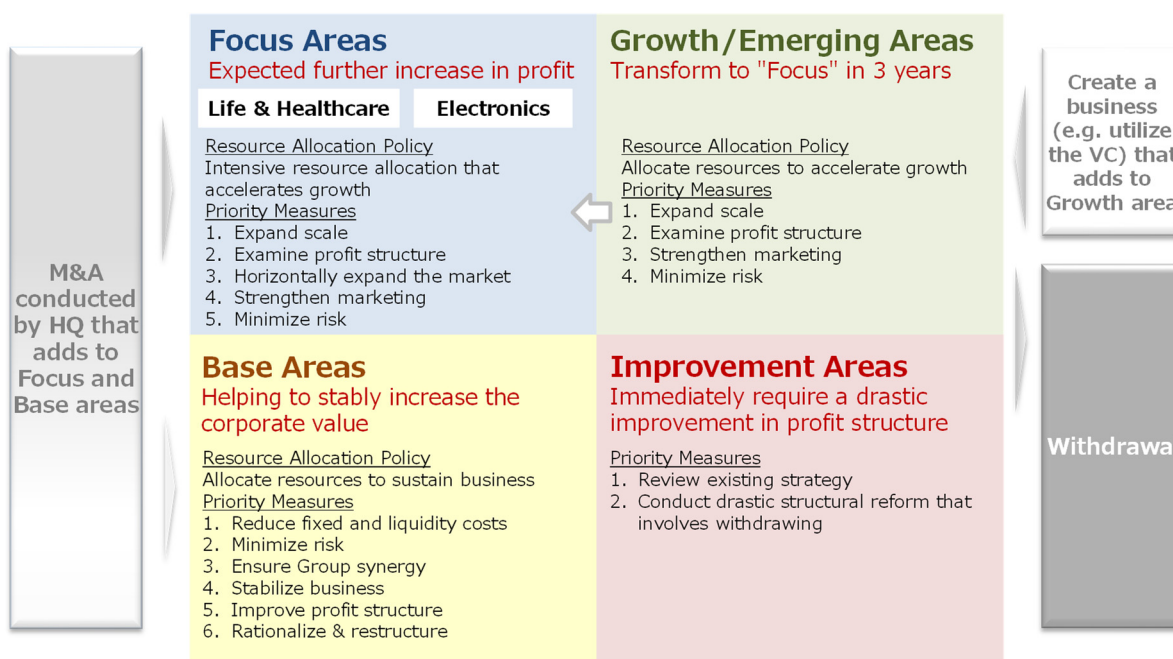 M&A
conducted
by HQ that
adds to
Focus and
Base areas
Focus Areas
Expected further increase in profit
Life & Healthcare
Electronics
Resource Allocation Policy
Intensive resource allocation that
accelerates growth
Priority Measures
1. Expand scale
2. Examine profit structure
3. Horizontally expand the market
4. Strengthen marketing
5. Minimize risk
Growth/Emerging Areas
Transform to "Focus" in 3 years
Resource Allocation Policy
Allocate resources to accelerate growth
Priority Measures
1. Expand scale
2. Examine profit structure
3. Strengthen marketing
4. Minimize risk
Base Areas
Helping to stably increase the
corporate value
Resource Allocation Policy
Allocate resources to sustain business
Priority Measures
1. Reduce fixed and liquidity costs
2. Minimize risk
3. Ensure Group synergy
4. Stabilize business
5. Improve profit structure
6. Rationalize & restructure
Improvement Areas
Immediately require a drastic
improvement in profit structure
Priority Measures
1. Review existing strategy
2. Conduct drastic structural reform that
involves withdrawing
Create a
business
(e.g. utilize
the VC) that
adds to
Growth area
Withdrawa